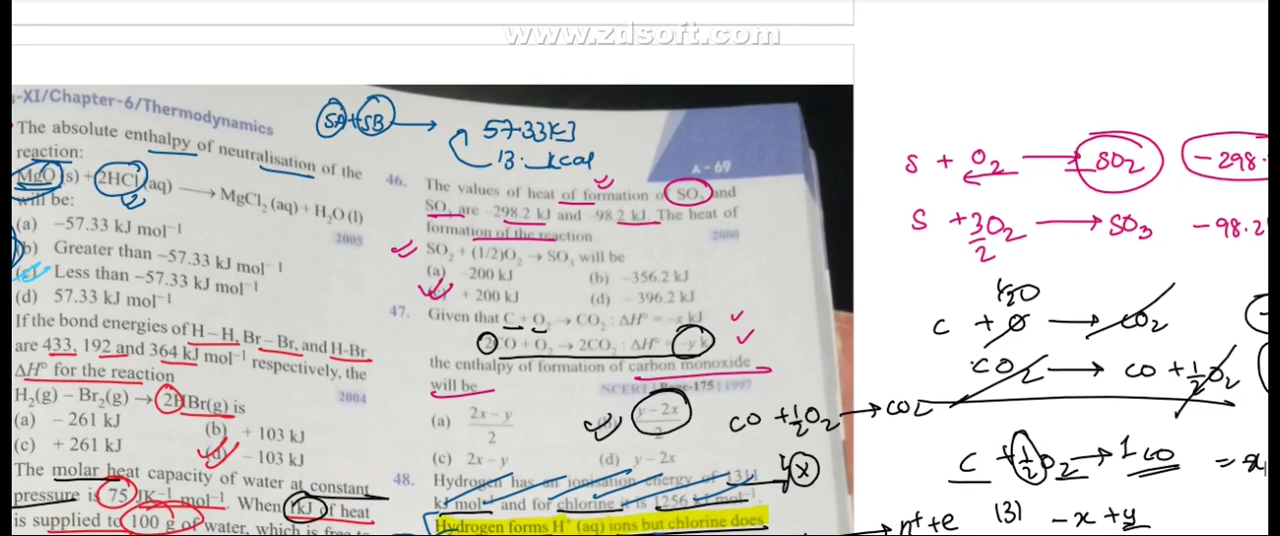 www.zdsoft.com
-XI/Chapter-6/Thermodynamics
SA + SB → 57.33 KJ
13. kcal
A - 69
The absolute enthalpy of neutralisation of the
reaction:
MgO(s) + 2HCl(aq) → MgCl₂(aq) + H₂O(l)
will be:
(a) −57.33 kJ mol⁻¹
2005
(b) Greater than −57.33 kJ mol⁻¹
Less than −57.33 kJ mol⁻¹
(d) 57.33 kJ mol⁻¹
If the bond energies of H – H, Br – Br, and H-Br
are 433, 192 and 364 kJ mol⁻¹ respectively, the
ΔH° for the reaction
2004
H₂(g) – Br₂(g) → 2HBr(g) is
(a) - 261 kJ
(b) + 103 kJ
(c) + 261 kJ
(d) - 103 kJ
The molar heat capacity of water at constant
pressure is 75 JK⁻¹ mol⁻¹. When 1kJ of heat
is supplied to 100 g of water, which is free to
46. The values of heat of formation of SO₂ and
SO₃ are -298.2 kJ and -98.2 kJ. The heat of
formation of the reaction
2000
SO₂ + (1/2)O₂ → SO₃ will be
(a) -200 kJ
(b) -356.2 kJ
+ 200 kJ
(d) - 396.2 kJ
47. Given that C + O₂ → CO₂ : ΔH° = −x kJ
2CO + O₂ → 2CO₂ : ΔH° = −y k
the enthalpy of formation of carbon monoxide
will be
NCERT | Page-175 | 1997
(a) 2x − y / 2
y − 2x / 2
(c) 2x − y
(d) y − 2x
48. Hydrogen has an ionisation energy of 1311
kJ mol⁻¹ and for chlorine it is 1256 kJ mol⁻¹.
Hydrogen forms H⁺ (aq) ions but chlorine does
S + O₂ → SO₂ −298.
S + 3/2 O₂ → SO₃ −98.2
C + → CO₂
CO₂ → CO + 1/2 O₂
CO + 1/2 O₂ → CO₂
C + 1/2 O₂ → 1 CO
−x + y